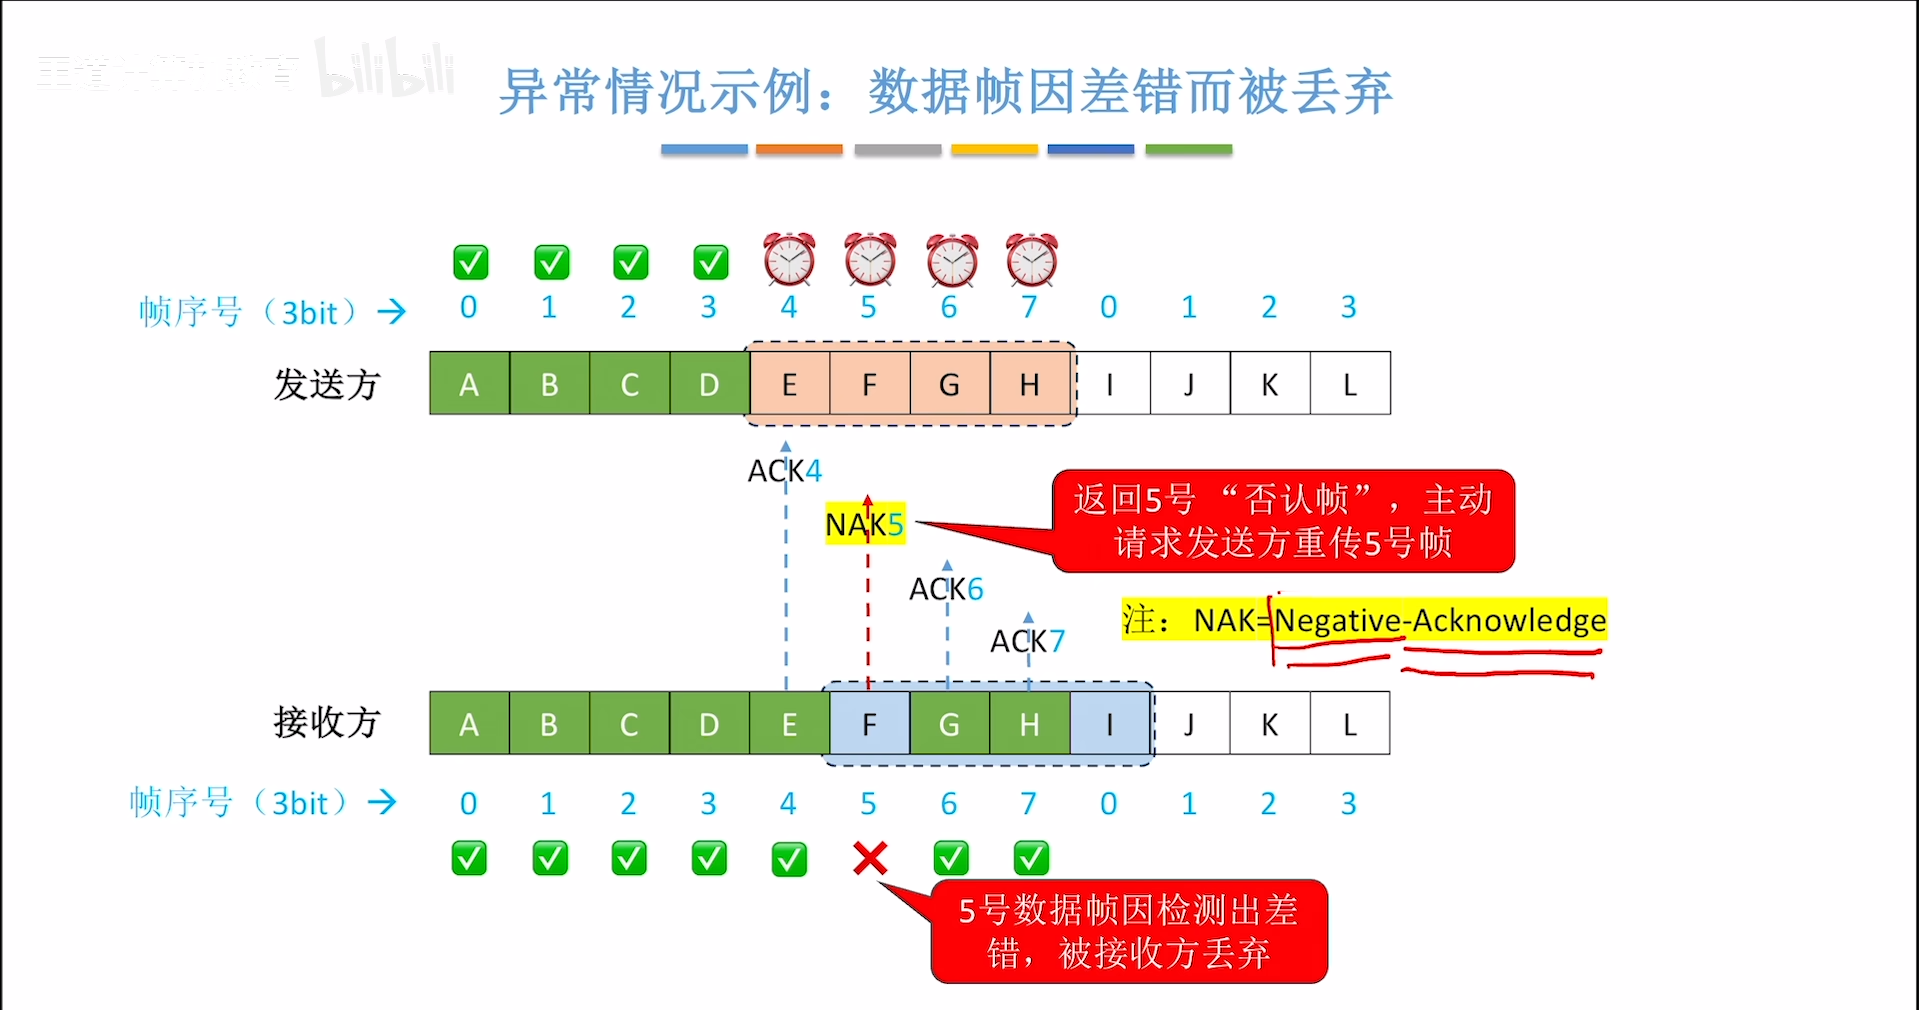 王道计算机教育 bilibili
异常情况示例：数据帧因差错而被丢弃
帧序号（3bit）→ 0 1 2 3 4 5 6 7 0 1 2 3
发送方 A B C D E F G H I J K L
ACK4
返回5号“否认帧”，主动
请求发送方重传5号帧
NAK5
ACK6
注：NAK=Negative-Acknowledge
ACK7
接收方 A B C D E F G H I J K L
帧序号（3bit）→ 0 1 2 3 4 5 6 7 0 1 2 3
5号数据帧因检测出差
错，被接收方丢弃